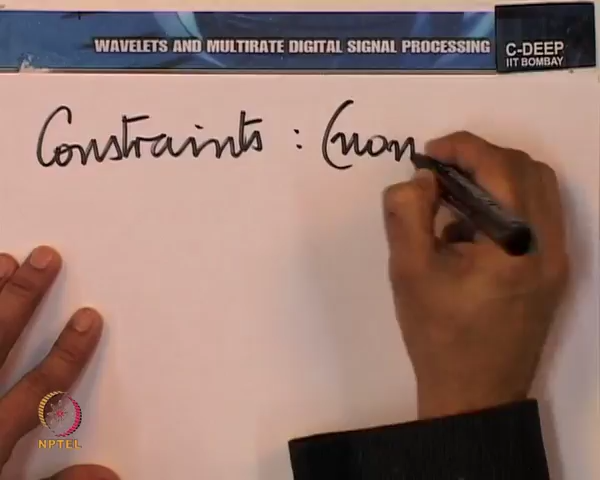 WAVELETS AND MULTIRATE DIGITAL SIGNAL PROCESSING
C-DEEP
IIT BOMBAY
Constraints : (non
NPTEL